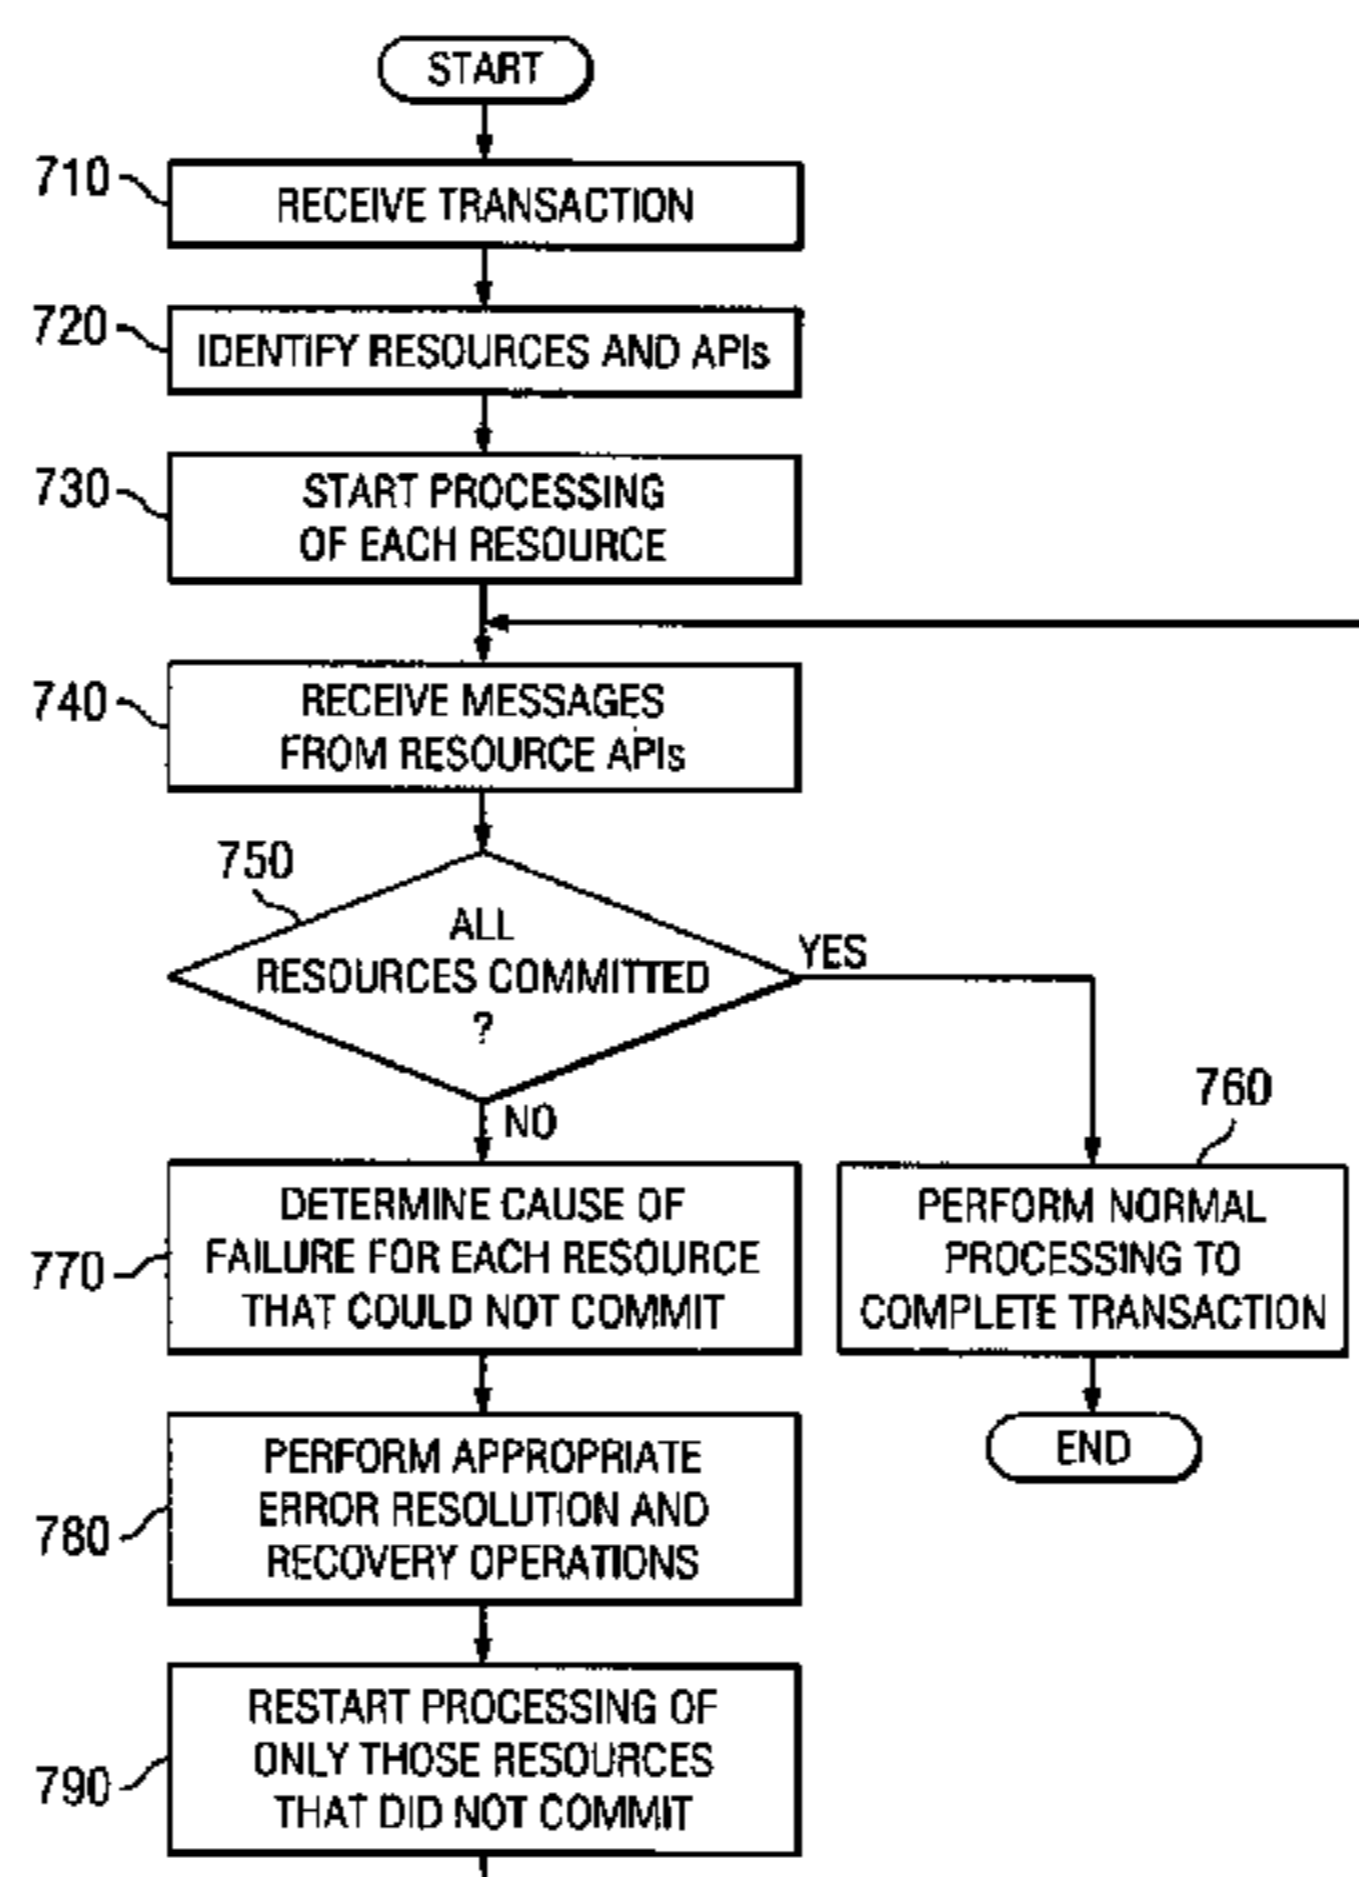 START
710
RECEIVE TRANSACTION
720
IDENTIFY RESOURCES AND APIs
730
START PROCESSING
OF EACH RESOURCE
740
RECEIVE MESSAGES
FROM RESOURCE APIs
750
ALL
RESOURCES COMMITTED
?
YES
NO
760
PERFORM NORMAL
PROCESSING TO
COMPLETE TRANSACTION
END
770
DETERMINE CAUSE OF
FAILURE FOR EACH RESOURCE
THAT COULD NOT COMMIT
780
PERFORM APPROPRIATE
ERROR RESOLUTION AND
RECOVERY OPERATIONS
790
RESTART PROCESSING OF
ONLY THOSE RESOURCES
THAT DID NOT COMMIT